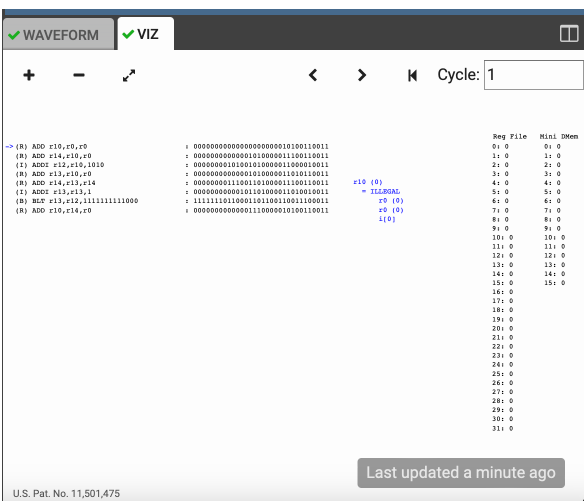 WAVEFORM
VIZ
Cycle: 1
-> (R) ADD r10,r0,r0 : 00000000000000000000010100110011
(R) ADD r14,r10,r0 : 00000000000001010000011100110011
(I) ADDI r12,r10,1010 : 00000000101001010000011000010011
(R) ADD r13,r10,r0 : 00000000000001010000011010110011
(R) ADD r14,r13,r14 : 00000000111001101000011100110011
(I) ADDI r13,r13,1 : 00000000000101101000011010010011
(B) BLT r13,r12,1111111111000 : 11111110110001101100110011100011
(R) ADD r10,r14,r0 : 00000000000001110000010100110011
r10 (0)
= ILLEGAL
r0 (0)
r0 (0)
i[0]
Reg File Mini DMem
0: 0 0: 0
1: 0 1: 0
2: 0 2: 0
3: 0 3: 0
4: 0 4: 0
5: 0 5: 0
6: 0 6: 0
7: 0 7: 0
8: 0 8: 0
9: 0 9: 0
10: 0 10: 0
11: 0 11: 0
12: 0 12: 0
13: 0 13: 0
14: 0 14: 0
15: 0 15: 0
16: 0
17: 0
18: 0
19: 0
20: 0
21: 0
22: 0
23: 0
24: 0
25: 0
26: 0
27: 0
28: 0
29: 0
30: 0
31: 0
Last updated a minute ago
U.S. Pat. No. 11,501,475